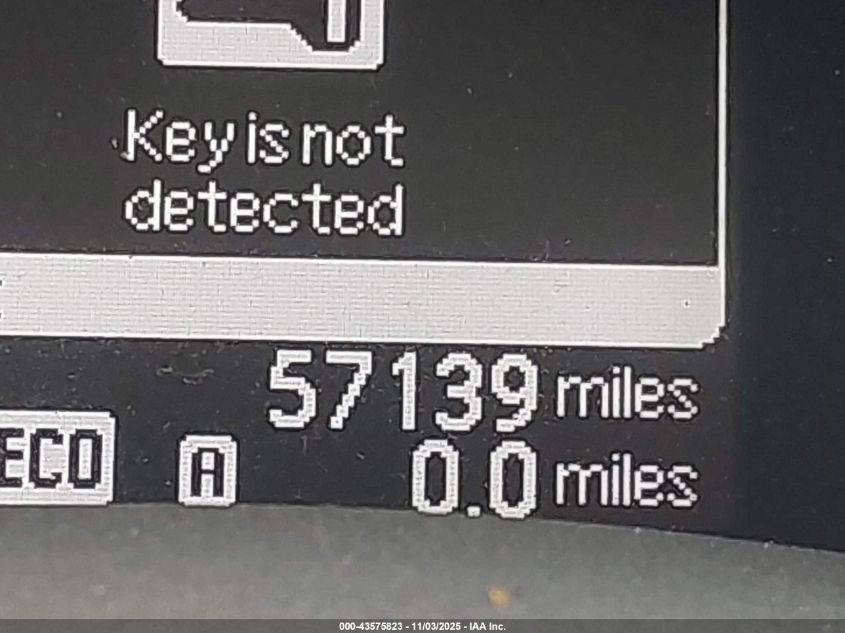 Key is not
detected
57139 miles
ECO A 0.0 miles
000-43575823 - 11/03/2025 - IAA Inc.